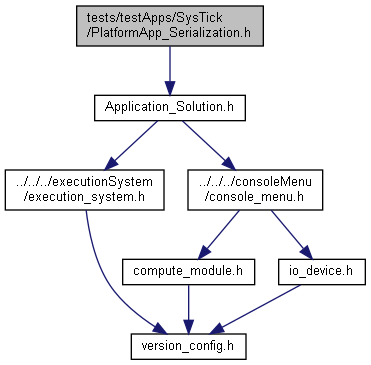 tests/testApps/SysTick
/PlatformApp_Serialization.h
Application_Solution.h
../../../executionSystem
/execution_system.h
../../../consoleMenu
/console_menu.h
compute_module.h
io_device.h
version_config.h